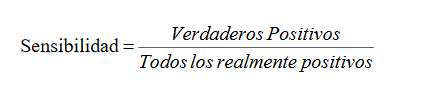 Verdaderos Positivos
Sensibilidad =
Todos los realmente positivos